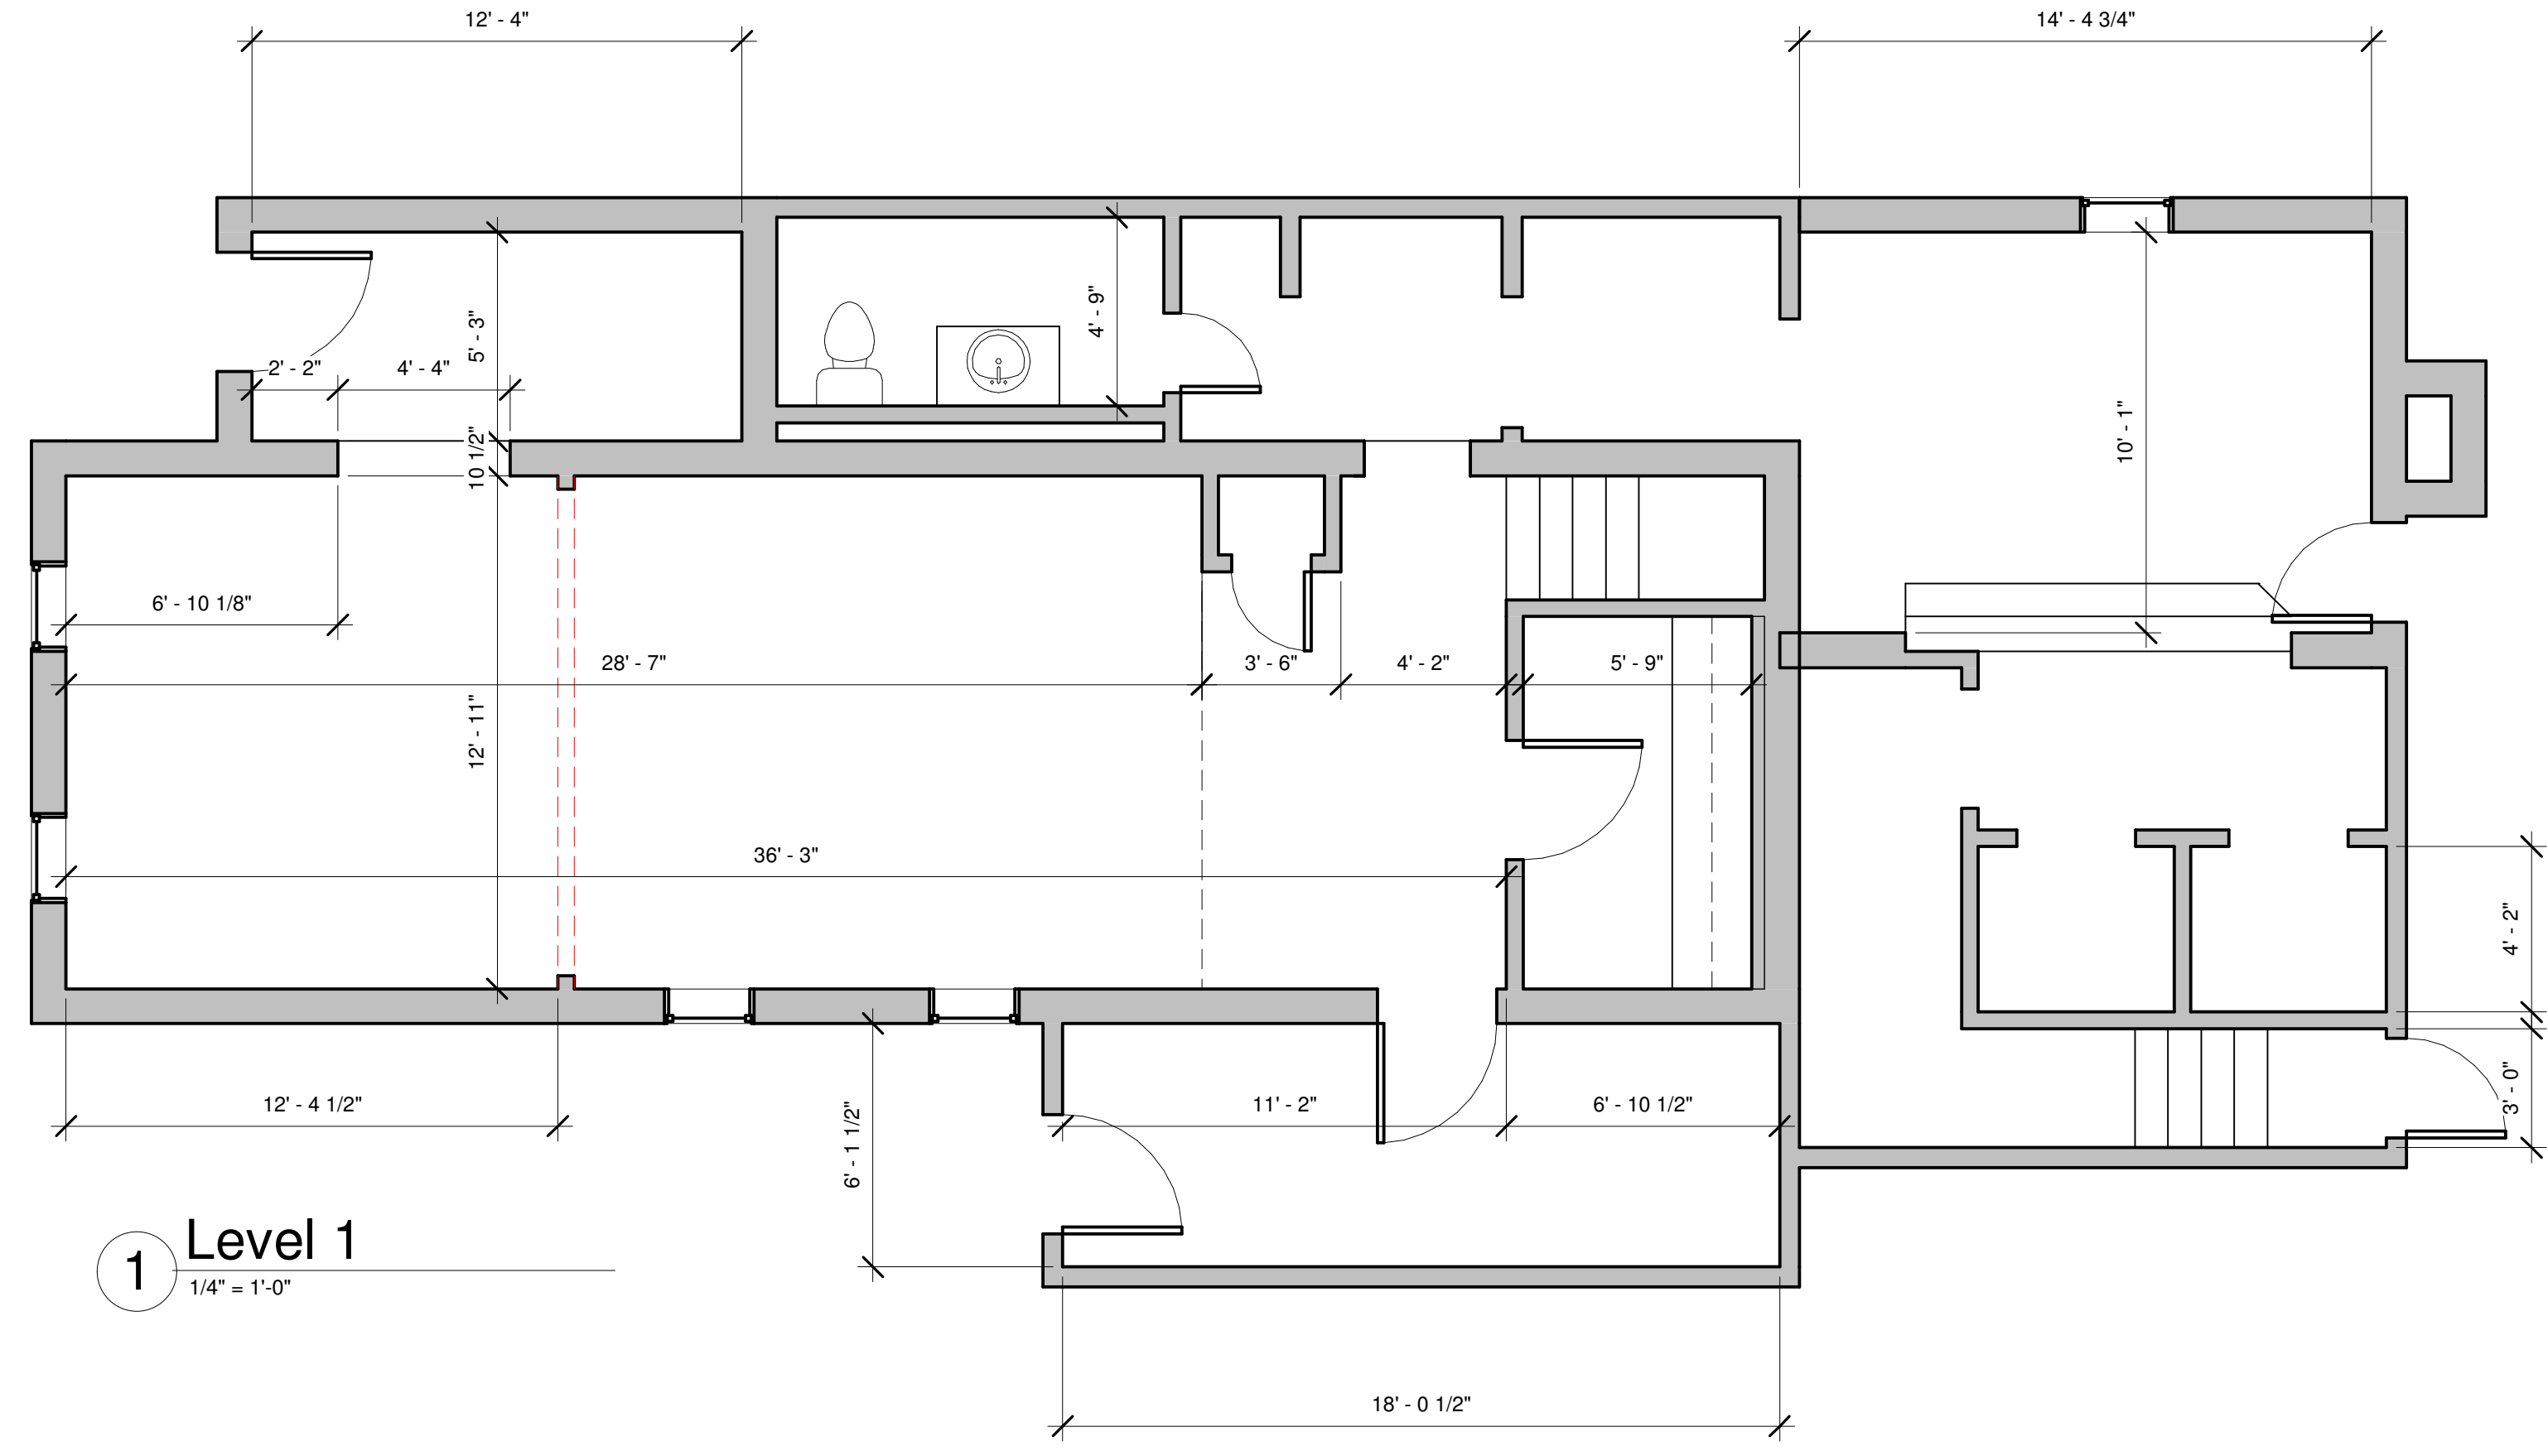 12' - 4"
14' - 4 3/4"
4' - 9"
5' - 3"
2' - 2"
4' - 4"
10' - 1"
10 1/2"
6' - 10 1/8"
28' - 7"
3' - 6"
4' - 2"
5' - 9"
12' - 11"
36' - 3"
4' - 2"
3' - 0"
12' - 4 1/2"
11' - 2"
6' - 10 1/2"
6' - 1 1/2"
1
Level 1
1/4" = 1'-0"
18' - 0 1/2"